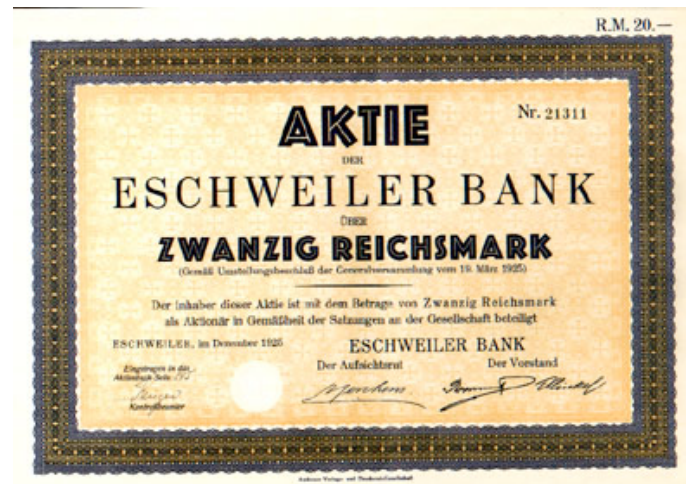 R.M. 20.—
Nr. 21311
AKTIE
DER
ESCHWEILER BANK
ÜBER
ZWANZIG REICHSMARK
(Gemäß Umstellungsbeschluß der Generalversammlung vom 19. März 1925)
Der Inhaber dieser Aktie ist mit dem Betrage von Zwanzig Reichsmark
als Aktionär in Gemäßheit der Satzungen an der Gesellschaft beteiligt
ESCHWEILER, im Dezember 1925
ESCHWEILER BANK
Der Aufsichtsrat Der Vorstand
Eingetragen in das
Aktienbuch Seite
Kontrollbeamter